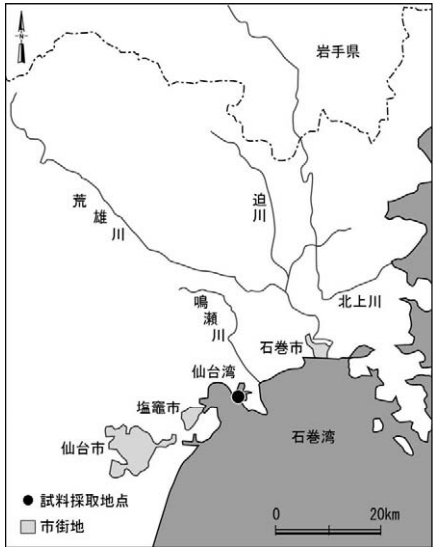 N
岩手県
荒雄川
迫川
鳴瀬川
北上川
石巻市
仙台湾
塩竈市
仙台市
石巻湾
試料採取地点
市街地
0 20km